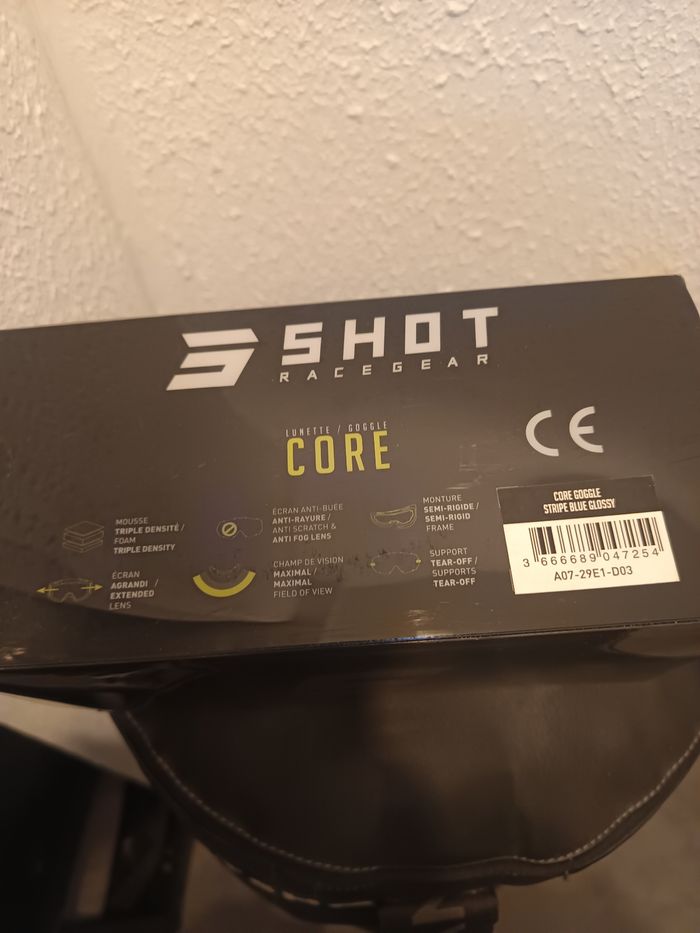 SHOT
RACEGEAR
LUNETTE / GOGGLE
CORE
CE
MOUSSE
TRIPLE DENSITÉ /
FOAM
TRIPLE DENSITY
ÉCRAN ANTI-BUÉE
ANTI-RAYURE /
ANTI SCRATCH &
ANTI FOG LENS
MONTURE
SEMI-RIGIDE /
SEMI-RIGID
FRAME
ÉCRAN
AGRANDI /
EXTENDED
LENS
CHAMP DE VISION
MAXIMAL /
MAXIMAL
FIELD OF VIEW
SUPPORT
TEAR-OFF /
SUPPORTS
TEAR-OFF
CORE GOGGLE
STRIPE BLUE GLOSSY
3 666689 047254
A07-29E1-D03